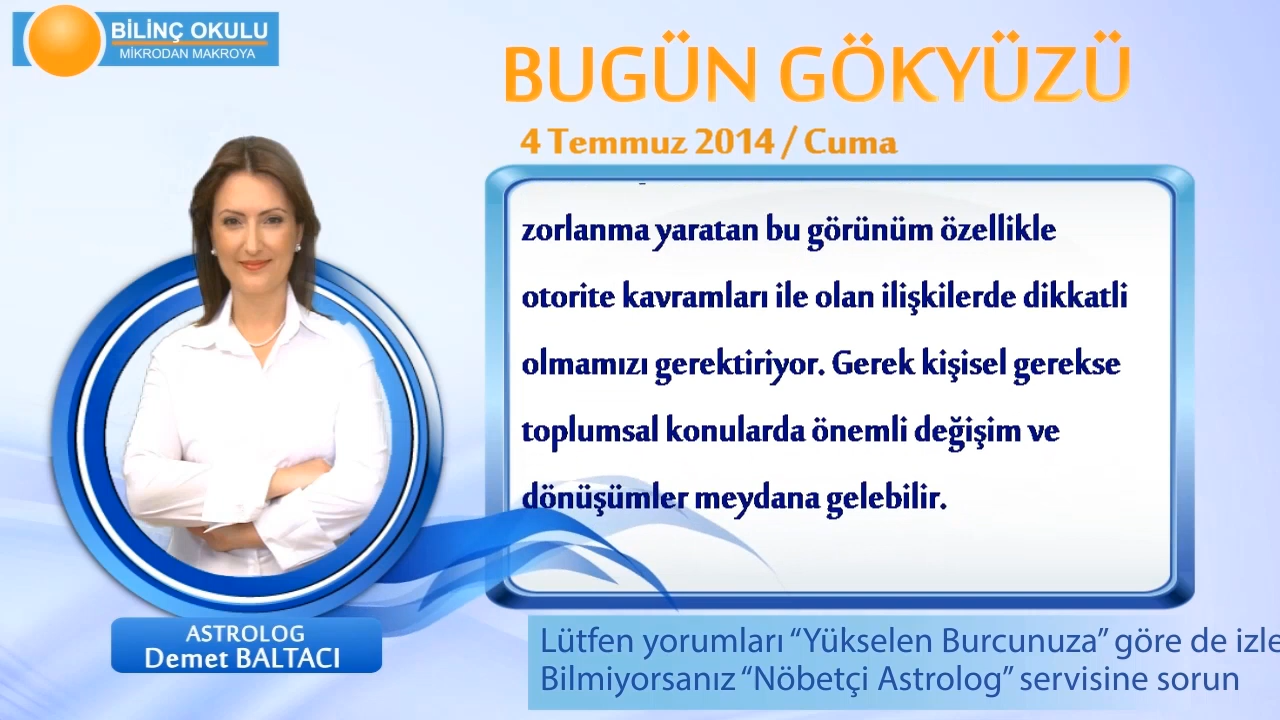 BİLİNÇ OKULU
MİKRODAN MAKROYA
BUGÜN GÖKYÜZÜ
4 Temmuz 2014 / Cuma
zorlanma yaratan bu görünüm özellikle
otorite kavramları ile olan ilişkilerde dikkatli
olmamızı gerektiriyor. Gerek kişisel gerekse
toplumsal konularda önemli değişim ve
dönüşümler meydana gelebilir.
ASTROLOG
Demet BALTACI
Lütfen yorumları “Yükselen Burcunuza” göre de izle
Bilmiyorsanız “Nöbetçi Astrolog” servisine sorun